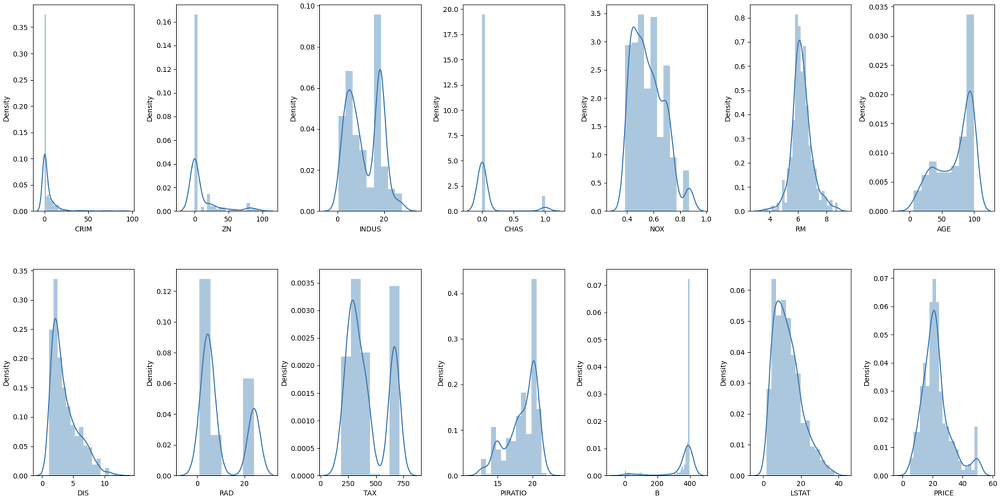 0.35
0.30
0.25
0.20
0.15
0.10
0.05
0.00
Density
0 50 100
CRIM
0.16
0.14
0.12
0.10
0.08
0.06
0.04
0.02
0.00
Density
0 50 100
ZN
0.10
0.08
0.06
0.04
0.02
0.00
Density
0 20
INDUS
20.0
17.5
15.0
12.5
10.0
7.5
5.0
2.5
0.0
Density
0.0 0.5 1.0
CHAS
3.5
3.0
2.5
2.0
1.5
1.0
0.5
0.0
Density
0.4 0.6 0.8 1.0
NOX
0.8
0.7
0.6
0.5
0.4
0.3
0.2
0.1
0.0
Density
4 6 8
RM
0.035
0.030
0.025
0.020
0.015
0.010
0.005
0.000
Density
0 50 100
AGE
0.35
0.30
0.25
0.20
0.15
0.10
0.05
0.00
Density
0 5 10
DIS
0.12
0.10
0.08
0.06
0.04
0.02
0.00
Density
0 20
RAD
0.0035
0.0030
0.0025
0.0020
0.0015
0.0010
0.0005
0.0000
Density
0 250 500 750
TAX
0.4
0.3
0.2
0.1
0.0
Density
15 20
PIRATIO
0.07
0.06
0.05
0.04
0.03
0.02
0.01
0.00
Density
0 200 400
B
0.06
0.05
0.04
0.03
0.02
0.01
0.00
Density
0 20 40
LSTAT
0.07
0.06
0.05
0.04
0.03
0.02
0.01
0.00
Density
0 20 40 60
PRICE